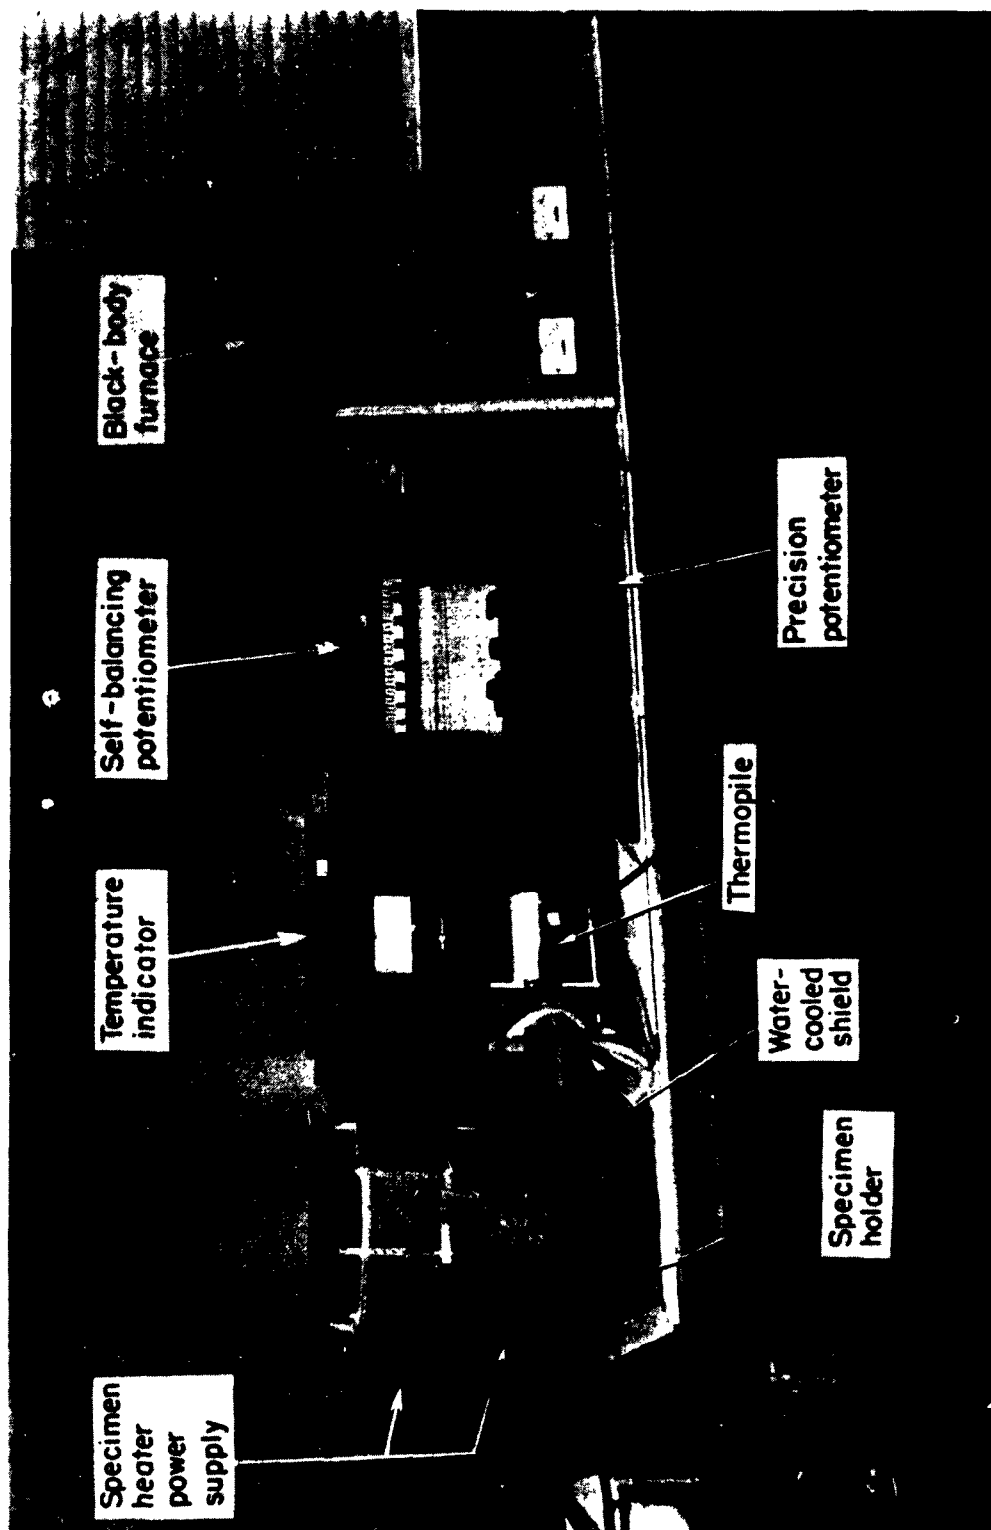 Specimen
heater
power
supply
Temperature
indicator
Self-balancing
potentiometer
Black-body
furnace
Specimen
holder
Water-
cooled
shield
Thermopile
Precision
potentiometer